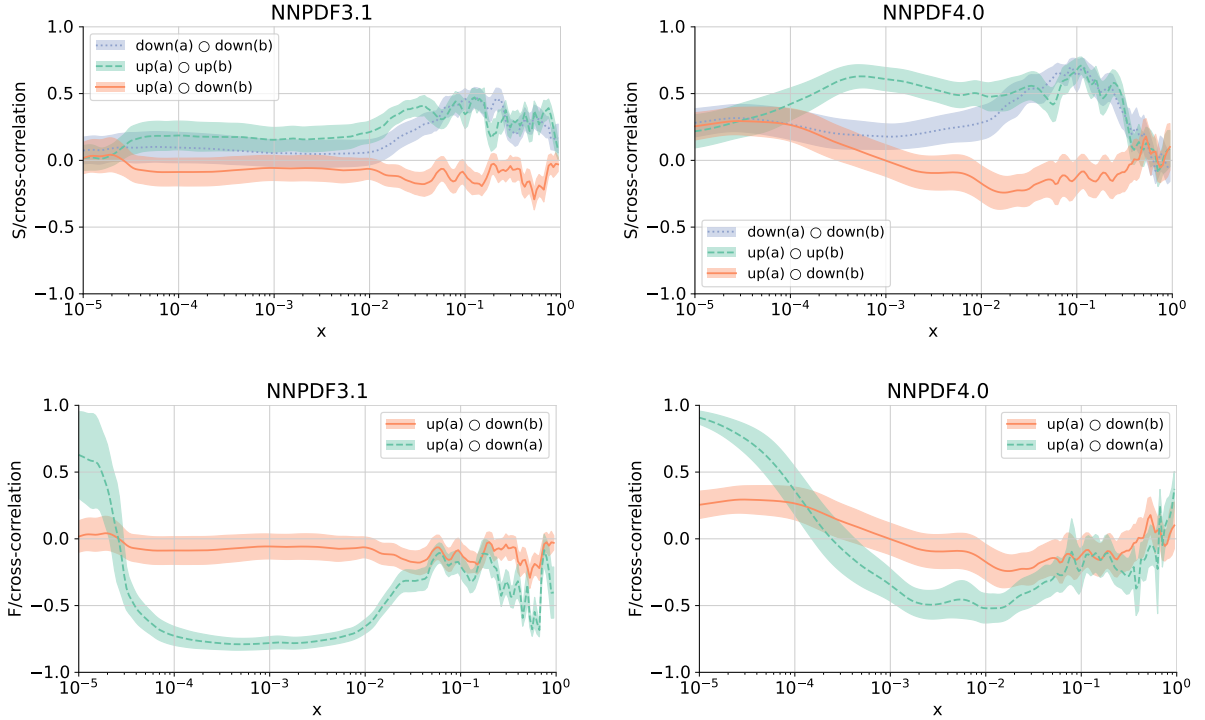 NNPDF3.1
1.0
0.5
0.0
−0.5
−1.0
S/cross-correlation
down(a) ○ down(b)
up(a) ○ up(b)
up(a) ○ down(b)
10⁻⁵ 10⁻⁴ 10⁻³ 10⁻² 10⁻¹ 10⁰
x
NNPDF4.0
1.0
0.5
0.0
−0.5
−1.0
S/cross-correlation
down(a) ○ down(b)
up(a) ○ up(b)
up(a) ○ down(b)
10⁻⁵ 10⁻⁴ 10⁻³ 10⁻² 10⁻¹ 10⁰
x
NNPDF3.1
1.0
0.5
0.0
−0.5
−1.0
F/cross-correlation
up(a) ○ down(b)
up(a) ○ down(a)
10⁻⁵ 10⁻⁴ 10⁻³ 10⁻² 10⁻¹ 10⁰
x
NNPDF4.0
1.0
0.5
0.0
−0.5
−1.0
F/cross-correlation
up(a) ○ down(b)
up(a) ○ down(a)
10⁻⁵ 10⁻⁴ 10⁻³ 10⁻² 10⁻¹ 10⁰
x